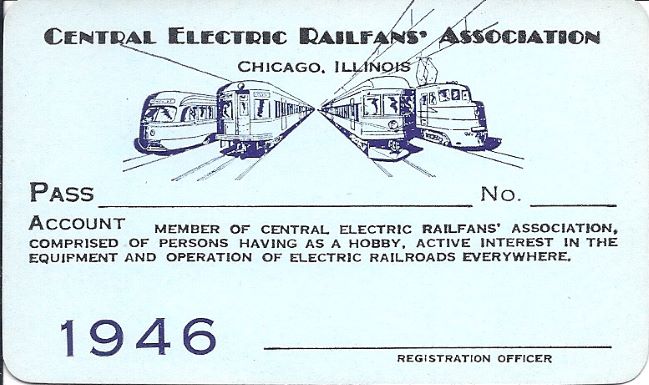 CENTRAL ELECTRIC RAILFANS' ASSOCIATION
CHICAGO, ILLINOIS
PASS No.
ACCOUNT MEMBER OF CENTRAL ELECTRIC RAILFANS' ASSOCIATION,
COMPRISED OF PERSONS HAVING AS A HOBBY, ACTIVE INTEREST IN THE
EQUIPMENT AND OPERATION OF ELECTRIC RAILROADS EVERYWHERE.
1946
REGISTRATION OFFICER